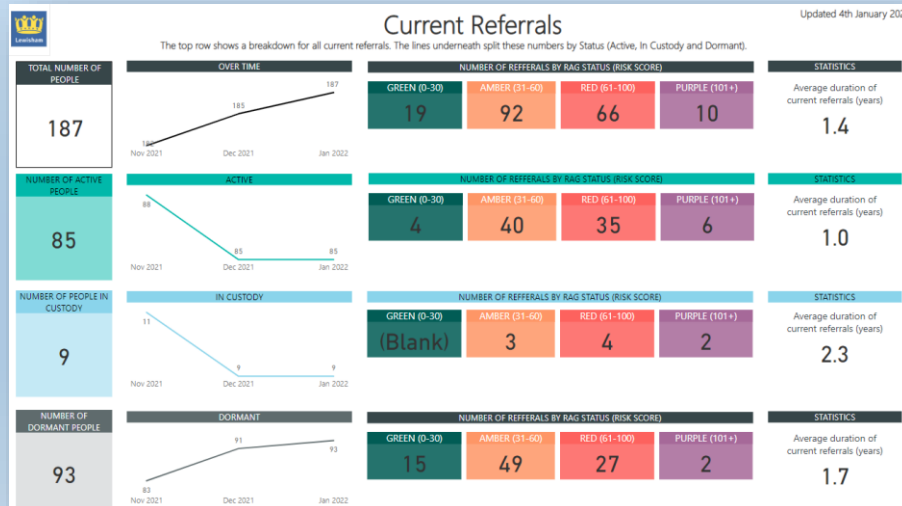 Lewisham
Current Referrals
Updated 4th January 202
The top row shows a breakdown for all current referrals. The lines underneath split these numbers by Status (Active, In Custody and Dormant).
TOTAL NUMBER OF
PEOPLE
187
OVER TIME
187
185
Nov 2021
Dec 2021
Jan 2022
NUMBER OF REFFERALS BY RAG STATUS (RISK SCORE)
GREEN (0-30)
19
AMBER (31-60)
92
RED (61-100)
66
PURPLE (101+)
10
STATISTICS
Average duration of
current referrals (years)
1.4
NUMBER OF ACTIVE
PEOPLE
85
ACTIVE
88
85
85
Nov 2021
Dec 2021
Jan 2022
NUMBER OF REFFERALS BY RAG STATUS (RISK SCORE)
GREEN (0-30)
4
AMBER (31-60)
40
RED (61-100)
35
PURPLE (101+)
6
STATISTICS
Average duration of
current referrals (years)
1.0
NUMBER OF PEOPLE IN
CUSTODY
9
IN CUSTODY
11
9
9
Nov 2021
Dec 2021
Jan 2022
NUMBER OF REFFERALS BY RAG STATUS (RISK SCORE)
GREEN (0-30)
(Blank)
AMBER (31-60)
3
RED (61-100)
4
PURPLE (101+)
2
STATISTICS
Average duration of
current referrals (years)
2.3
NUMBER OF
DORMANT PEOPLE
93
DORMANT
83
91
93
Nov 2021
Dec 2021
Jan 2022
NUMBER OF REFFERALS BY RAG STATUS (RISK SCORE)
GREEN (0-30)
15
AMBER (31-60)
49
RED (61-100)
27
PURPLE (101+)
2
STATISTICS
Average duration of
current referrals (years)
1.7